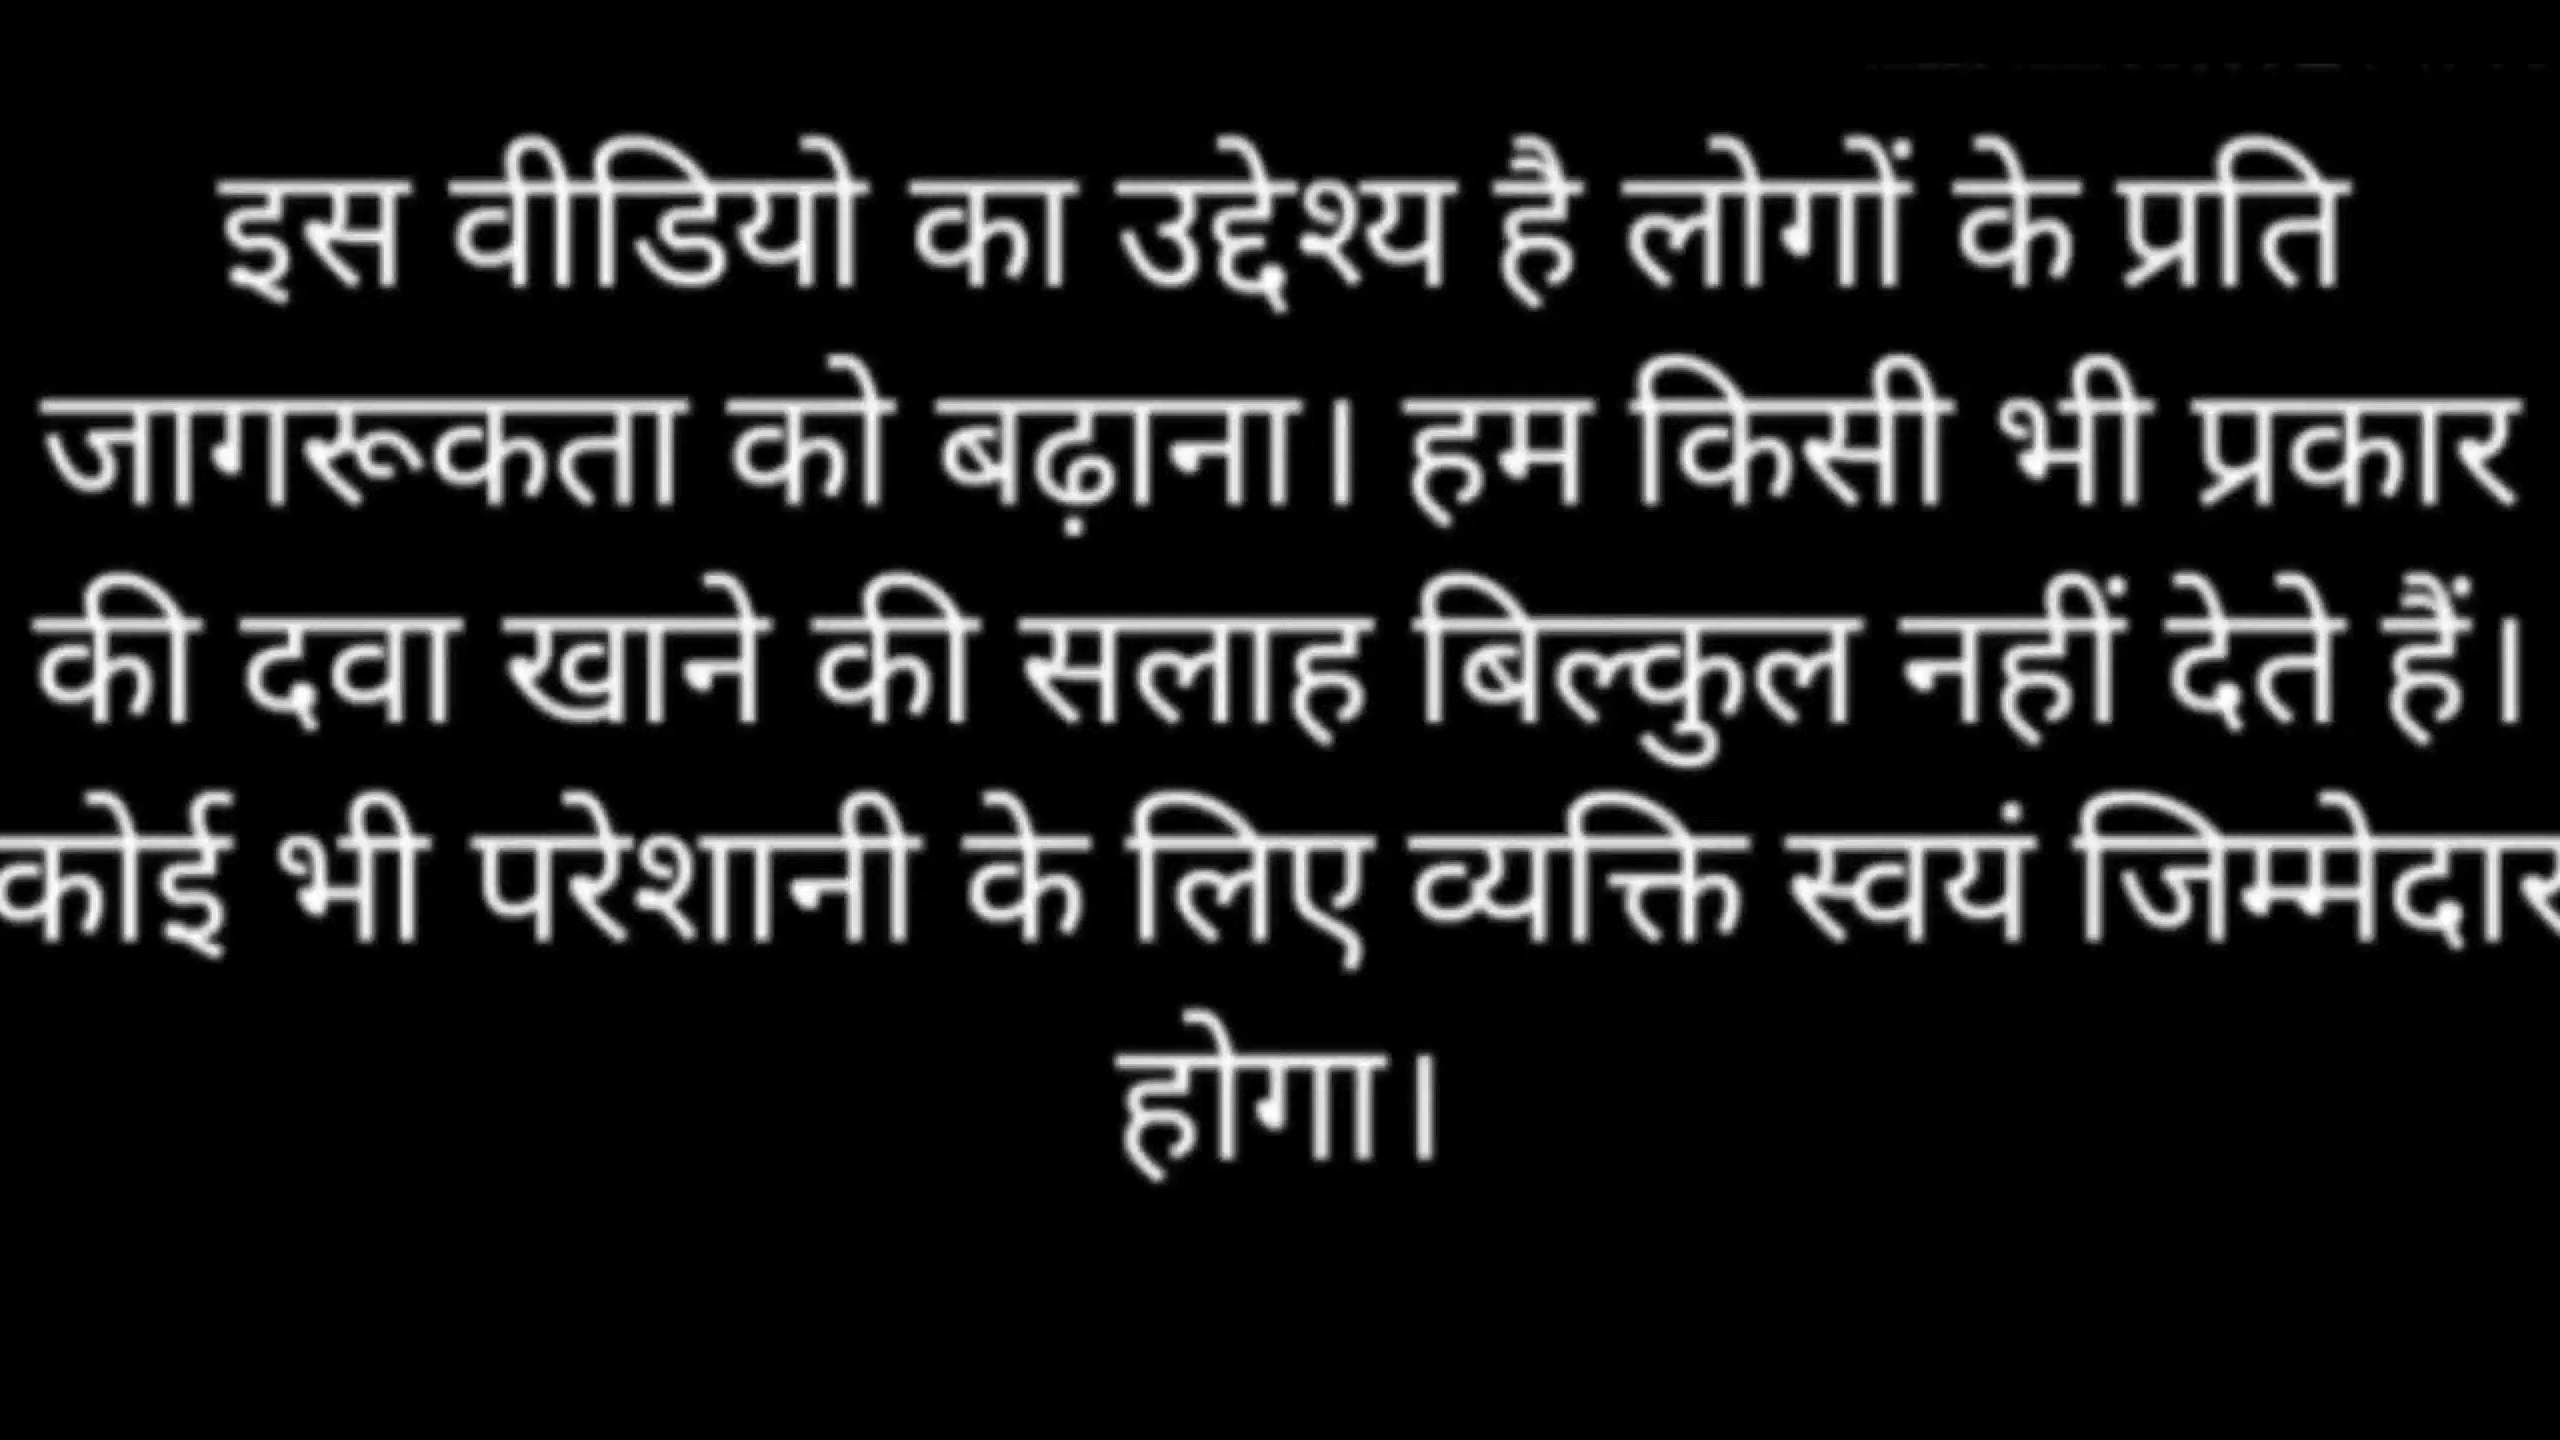 इस वीडियो का उद्देश्य है लोगों के प्रति
जागरूकता को बढ़ाना। हम किसी भी प्रकार
की दवा खाने की सलाह बिल्कुल नहीं देते हैं।
कोई भी परेशानी के लिए व्यक्ति स्वयं जिम्मेदार
होगा।